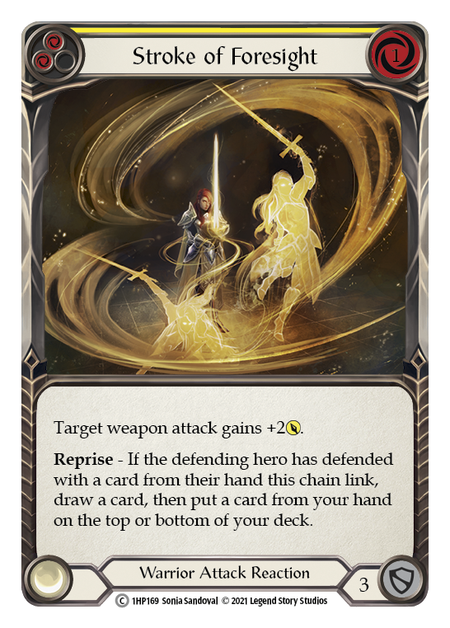 Stroke of Foresight
1
Target weapon attack gains +2.
Reprise - If the defending hero has defended
with a card from their hand this chain link,
draw a card, then put a card from your hand
on the top or bottom of your deck.
Warrior Attack Reaction
3
C 1HP169 Sonia Sandoval © 2021 Legend Story Studios